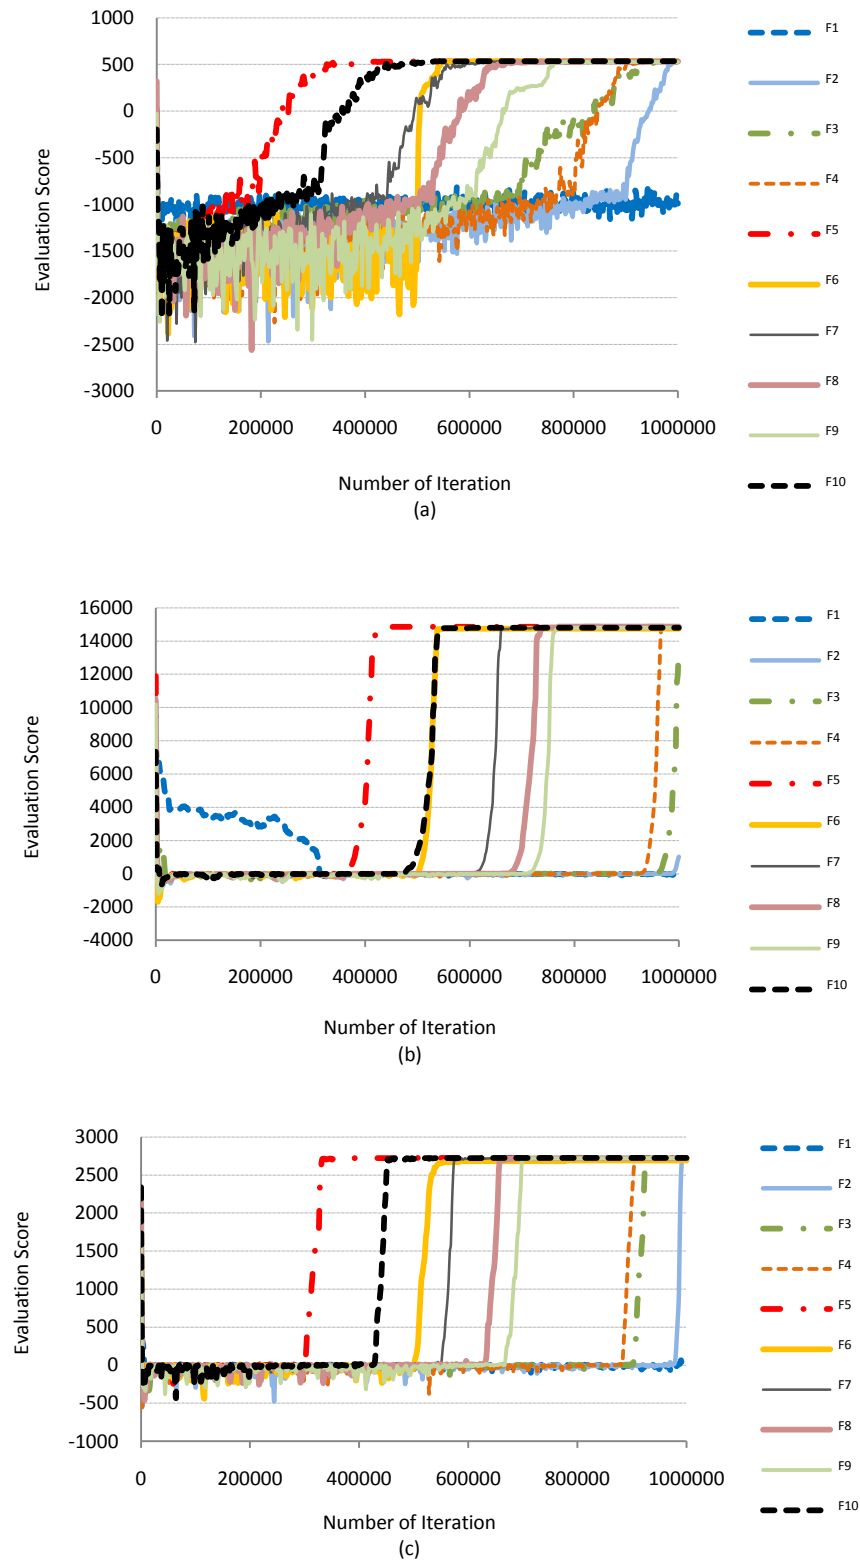 1000
500
0
-500
-1000
-1500
-2000
-2500
-3000
Evaluation Score
0 200000 400000 600000 800000 1000000
Number of Iteration
(a)
F1
F2
F3
F4
F5
F6
F7
F8
F9
F10
16000
14000
12000
10000
8000
6000
4000
2000
0
-2000
-4000
Evaluation Score
0 200000 400000 600000 800000 1000000
Number of Iteration
(b)
F1
F2
F3
F4
F5
F6
F7
F8
F9
F10
3000
2500
2000
1500
1000
500
0
-500
-1000
Evaluation Score
0 200000 400000 600000 800000 1000000
Number of Iteration
(c)
F1
F2
F3
F4
F5
F6
F7
F8
F9
F10